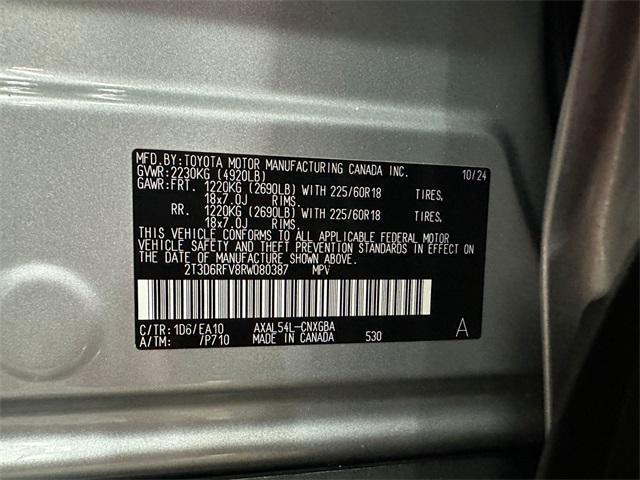 MFD.BY:TOYOTA MOTOR MANUFACTURING CANADA INC. 10/24
GVWR:2230KG (4920LB)
GAWR:FRT. 1220KG (2690LB) WITH 225/60R18 TIRES,
18x7.0J RIMS.
RR. 1220KG (2690LB) WITH 225/60R18 TIRES,
18x7.0J RIMS.
THIS VEHICLE CONFORMS TO ALL APPLICABLE FEDERAL MOTOR
VEHICLE SAFETY AND THEFT PREVENTION STANDARDS IN EFFECT ON
THE DATE OF MANUFACTURE SHOWN ABOVE.
2T3D6RFV8RW080387 MPV
C/TR:1D6/EA10 AXAL54L-CNXGBA A
A/TM: /P710 MADE IN CANADA 530